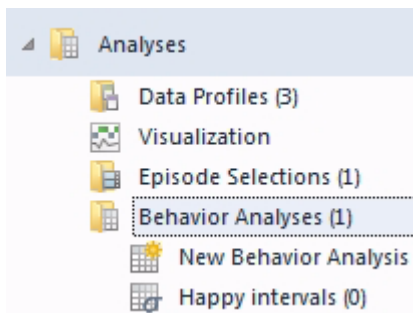 Analyses
Data Profiles (3)
Visualization
Episode Selections (1)
Behavior Analyses (1)
New Behavior Analysis
Happy intervals (0)